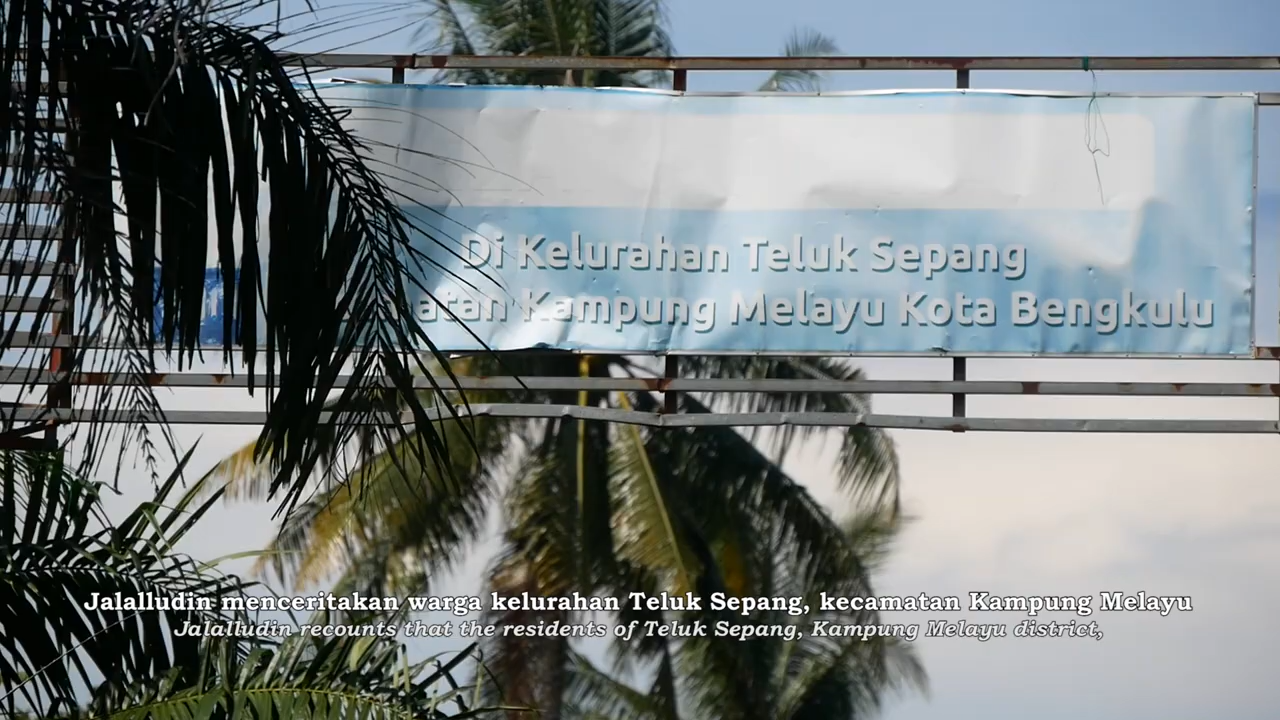 Di Kelurahan Teluk Sepang
atan Kampung Melayu Kota Bengkulu
Jalalludin menceritakan warga kelurahan Teluk Sepang, kecamatan Kampung Melayu
Jalalludin recounts that the residents of Teluk Sepang, Kampung Melayu district,